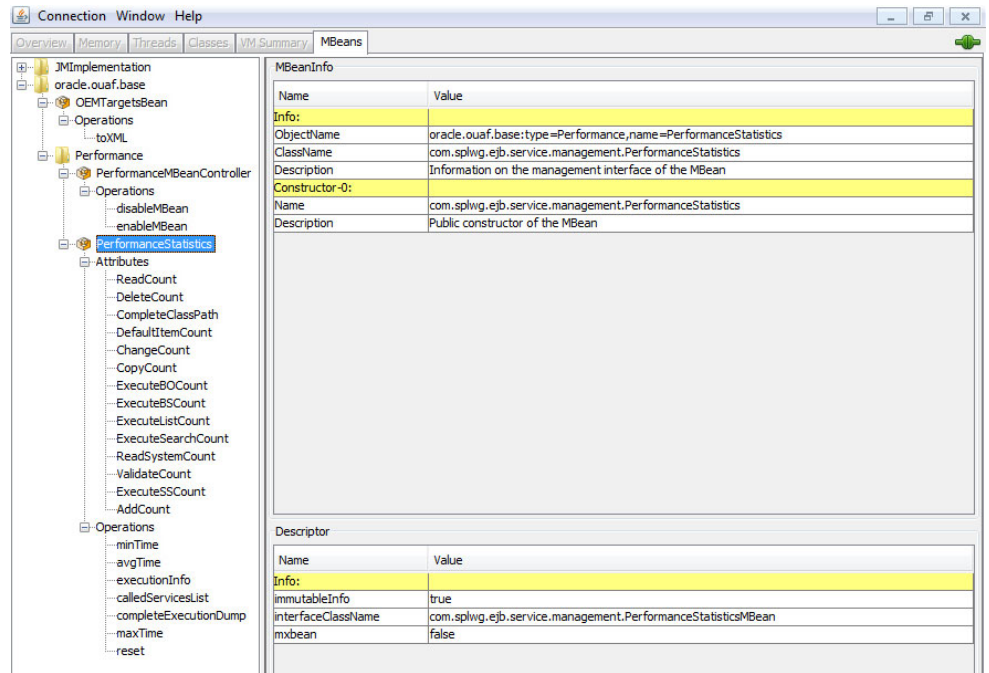 Connection Window Help
Overview Memory Threads Classes VM Summary MBeans
JMImplementation
oracle.ouaf.base
OEMTargetsBean
Operations
toXML
Performance
PerformanceMBeanController
Operations
disableMBean
enableMBean
PerformanceStatistics
Attributes
ReadCount
DeleteCount
CompleteClassPath
DefaultItemCount
ChangeCount
CopyCount
ExecuteBOCount
ExecuteBSCount
ExecuteListCount
ExecuteSearchCount
ReadSystemCount
ValidateCount
ExecuteSSCount
AddCount
Operations
minTime
avgTime
executionInfo
calledServicesList
completeExecutionDump
maxTime
reset
MBeanInfo
Name Value
Info:
ObjectName oracle.ouaf.base:type=Performance,name=PerformanceStatistics
ClassName com.splwg.ejb.service.management.PerformanceStatistics
Description Information on the management interface of the MBean
Constructor-0:
Name com.splwg.ejb.service.management.PerformanceStatistics
Description Public constructor of the MBean
Descriptor
Name Value
Info:
immutableInfo true
interfaceClassName com.splwg.ejb.service.management.PerformanceStatisticsMBean
mxbean false